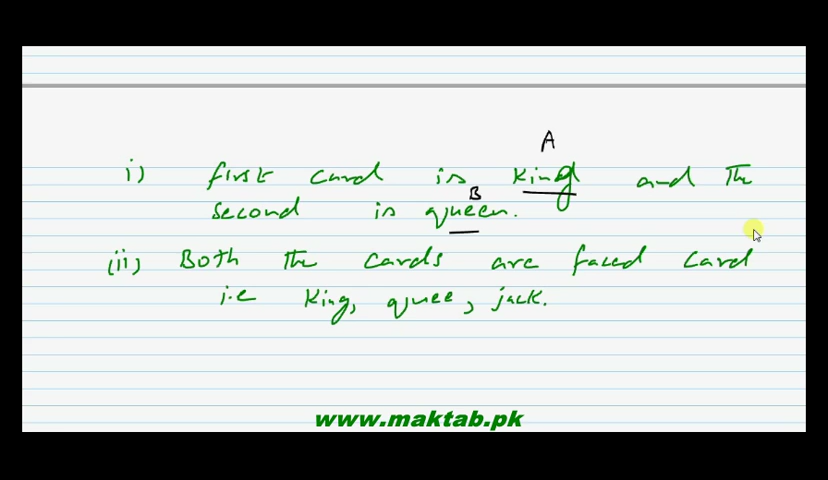 A
i) first card is king and the
B
second is queen.
(ii) Both the cards are faced card
i.e King, quee, jack.
www.maktab.pk